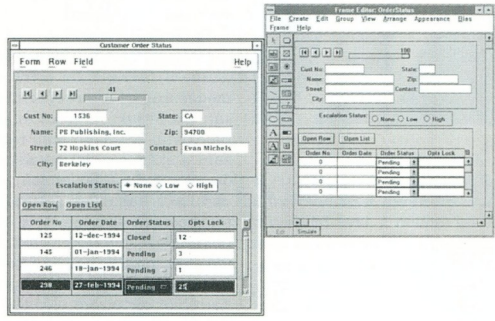 Customer Order Status
Form Row Field Help
41
Cust No: 1536 State: CA
Name: PE Publishing, Inc. Zip: 94708
Street: 72 Hopkins Court Contact: Evan Michels
City: Berkeley
Escalation Status: None Low High
Open Row Open List
Order No Order Date Order Status Opts Lock
125 12-dec-1994 Closed 12
145 01-jan-1994 Pending 3
246 18-jan-1994 Pending 1
298 27-feb-1994 Pending 25
Frame Editor: OrderStatus
File Create Edit Group View Arrange Appearance Bias
Frame Help
100
Cust No: State:
Name: Zip:
Street: Contact:
City:
Escalation Status: None Low High
Open Row Open List
Order No Order Date Order Status Opts Lock
0 Pending
0 Pending
0 Pending
0 Pending